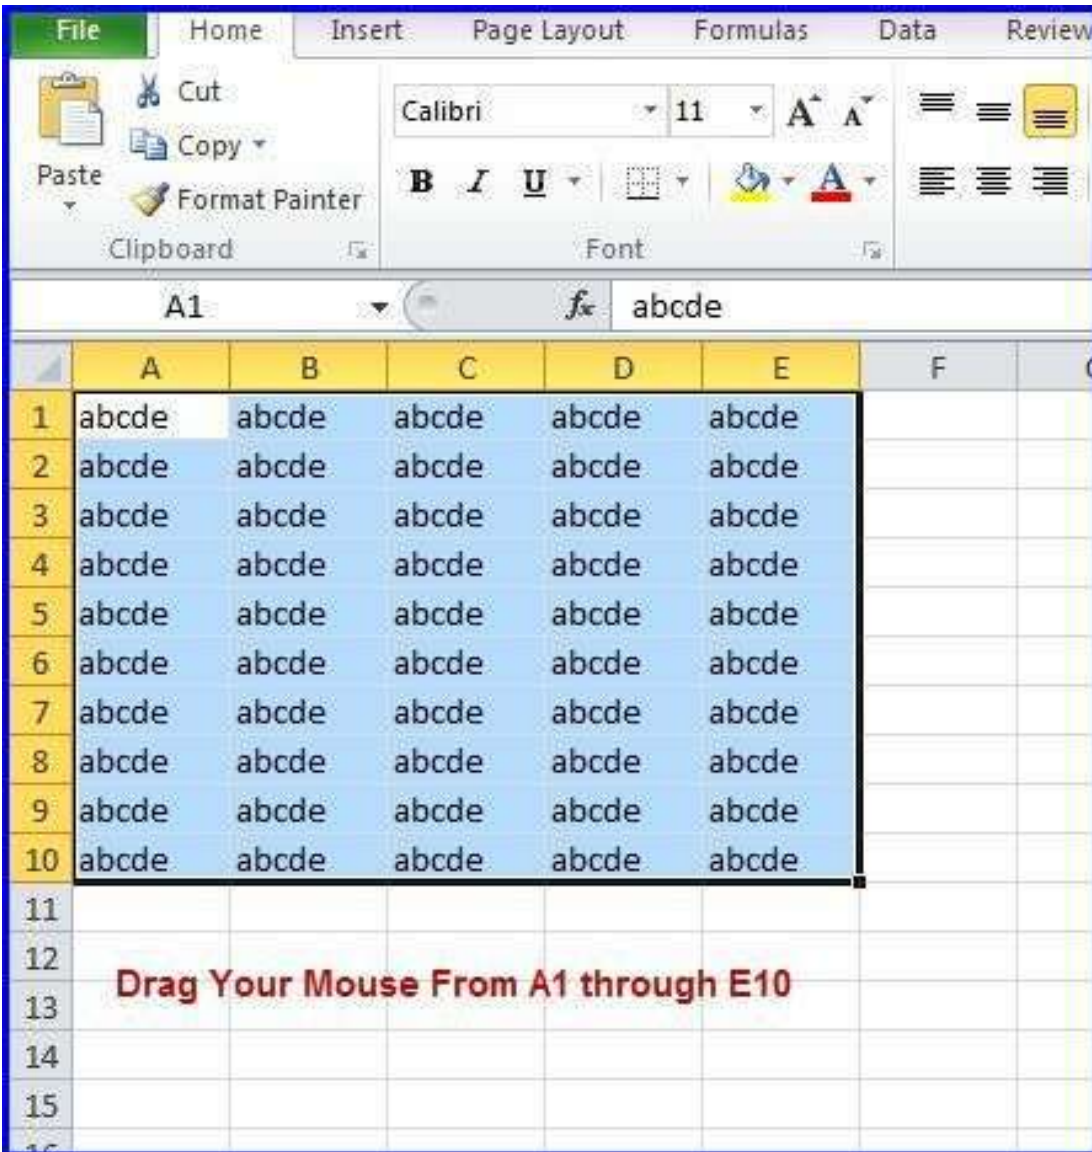 File Home Insert Page Layout Formulas Data Review
Cut
Calibri 11 A A
Copy
Paste
B I U A
Format Painter
Clipboard Font
A1 fx abcde
A B C D E F
1 abcde abcde abcde abcde abcde
2 abcde abcde abcde abcde abcde
3 abcde abcde abcde abcde abcde
4 abcde abcde abcde abcde abcde
5 abcde abcde abcde abcde abcde
6 abcde abcde abcde abcde abcde
7 abcde abcde abcde abcde abcde
8 abcde abcde abcde abcde abcde
9 abcde abcde abcde abcde abcde
10 abcde abcde abcde abcde abcde
11
12
Drag Your Mouse From A1 through E10
13
14
15